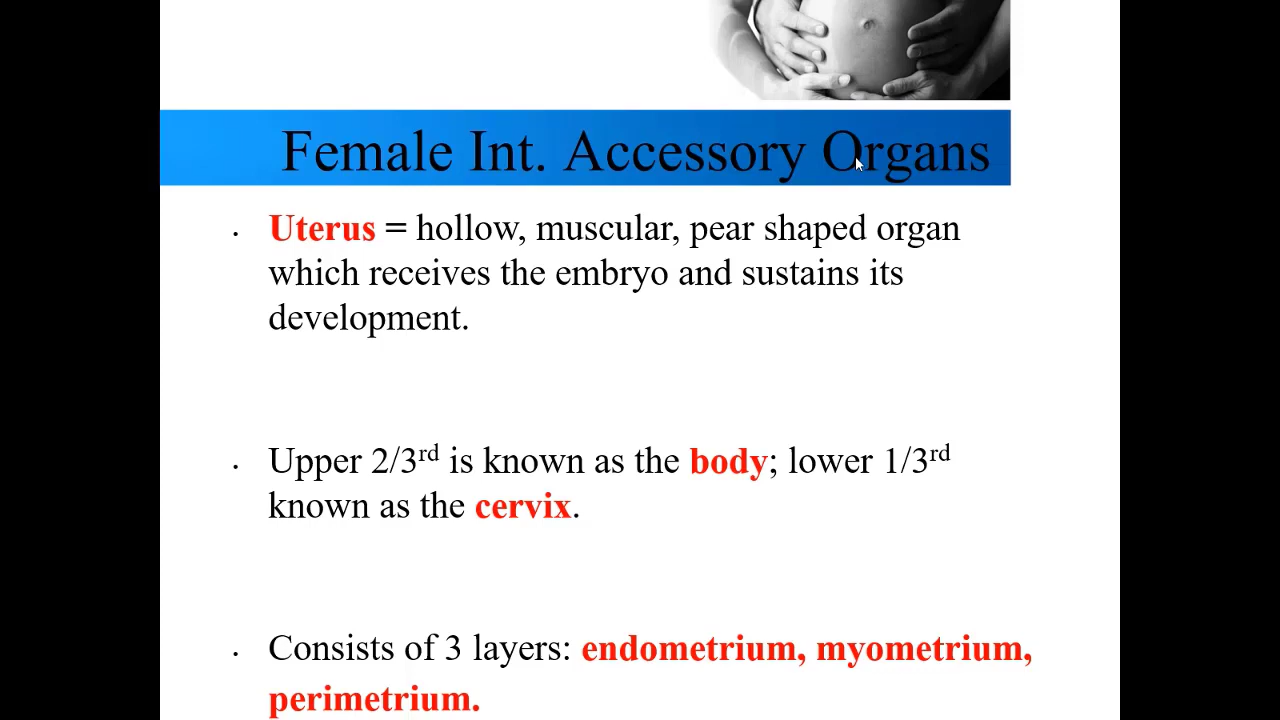 Female Int. Accessory Organs
• Uterus = hollow, muscular, pear shaped organ
which receives the embryo and sustains its
development.
• Upper 2/3rd is known as the body; lower 1/3rd
known as the cervix.
• Consists of 3 layers: endometrium, myometrium,
perimetrium.